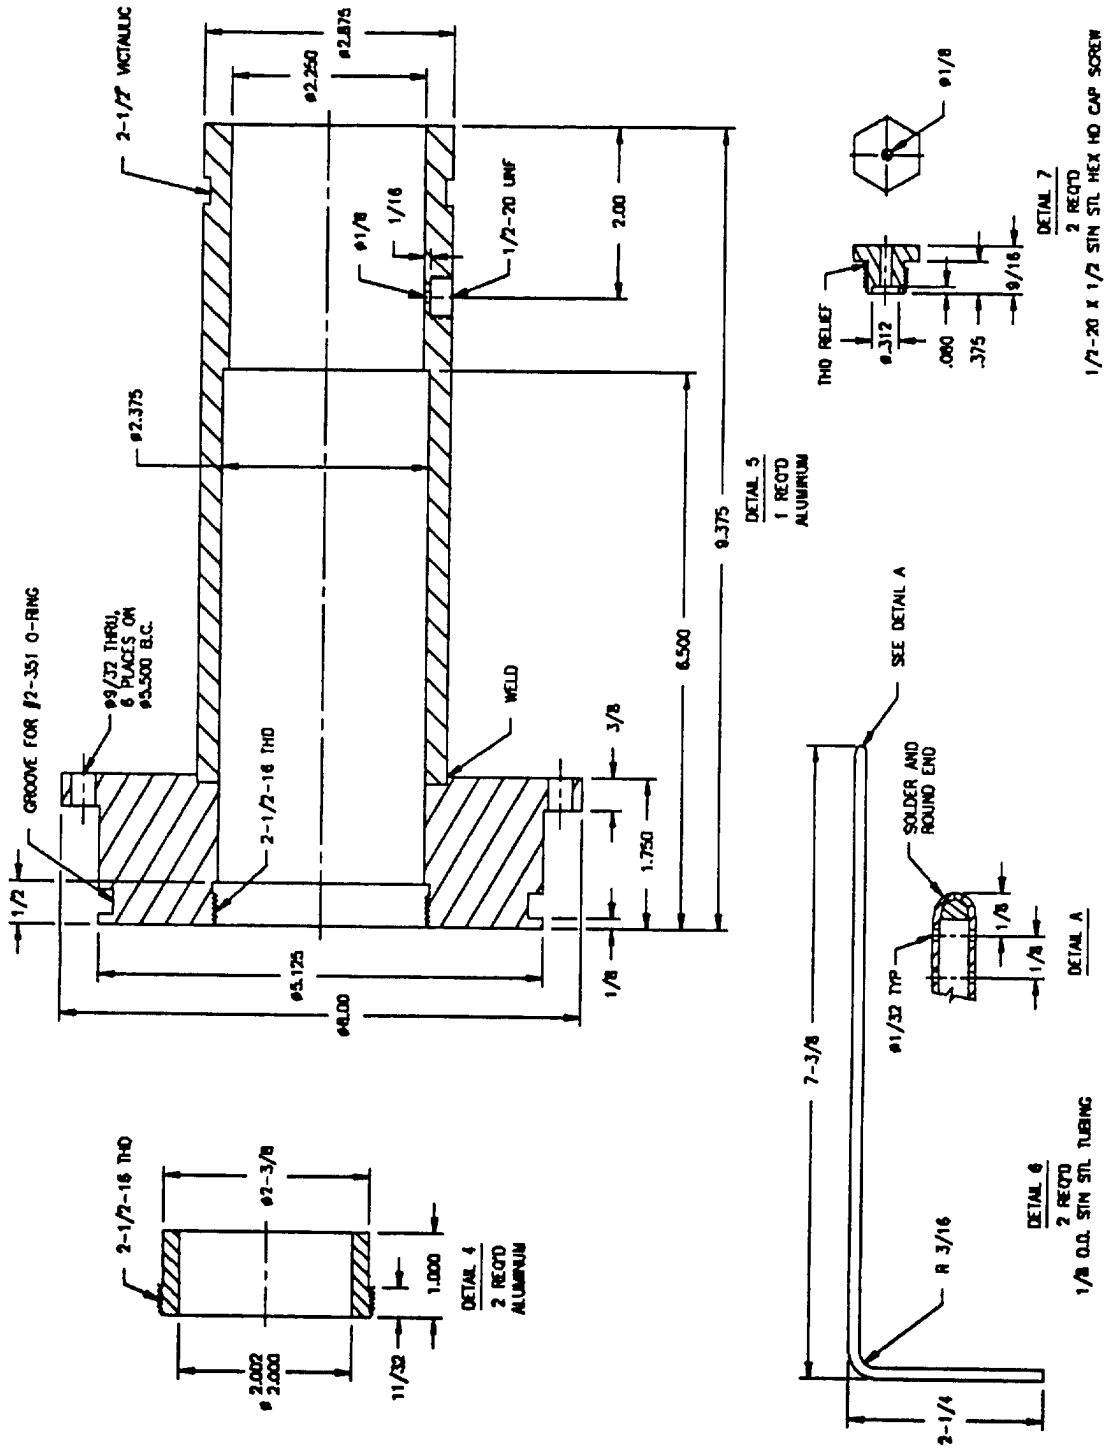 2-1/2-16 THD
ø2-3/8
ø 2.002
2.000
11/32
1.000
DETAIL 4
2 REQ'D
ALUMINUM
GROOVE FOR #2-351 O-RING
1/2
ø9/32 THRU,
6 PLACES ON
ø5.500 B.C.
2-1/2-16 THD
ø5.125
ø6.00
1/8
WELD
3/8
1.750
6.500
9.375
ø2.375
2-1/2" VICTAULIC
ø2.250
ø2.875
ø1/8
1/16
1/2-20 UNF
2.00
DETAIL 5
1 REQ'D
ALUMINUM
7-3/8
2-1/4
R 3/16
SEE DETAIL A
DETAIL 6
2 REQ'D
1/8 O.D. STN STL TUBING
SOLDER AND
ROUND END
ø1/32 TYP
1/8
1/8
DETAIL A
THD RELIEF
ø.312
.080
.375
9/16
ø1/8
DETAIL 7
2 REQ'D
1/2-20 X 1/2 STN STL HEX HD CAP SCREW